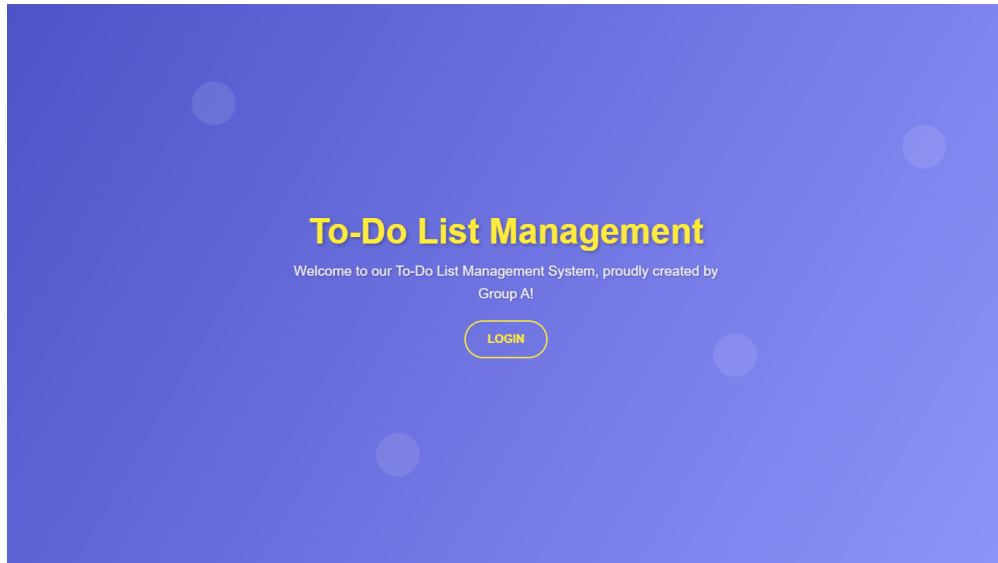 To-Do List Management
Welcome to our To-Do List Management System, proudly created by
Group A!
LOGIN